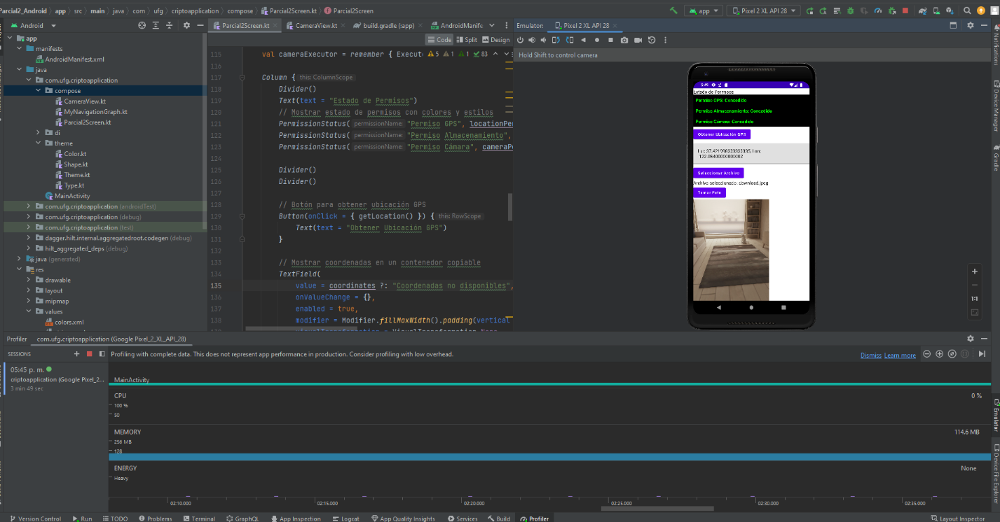 Parcial2_Android app src main java com ufg criptoapplication compose Parcial2Screen.kt Parcial2Screen
app Pixel 2 XL API 28
Android
Parcial2Screen.kt CameraView.kt build.gradle (:app) AndroidManife
Emulator: Pixel 2 XL API 28
Code Split Design
Hold Shift to control camera
app
manifests
AndroidManifest.xml
java
com.ufg.criptoapplication
compose
CameraView.kt
MyNavigationGraph.kt
Parcial2Screen.kt
di
theme
Color.kt
Shape.kt
Theme.kt
Type.kt
MainActivity
com.ufg.criptoapplication (androidTest)
com.ufg.criptoapplication (debug)
com.ufg.criptoapplication (test)
dagger.hilt.internal.aggregatedroot.codegen (debug)
hilt_aggregated_deps (debug)
java (generated)
res
drawable
layout
mipmap
values
colors.xml
115 val cameraExecutor = remember { Execut 5 1 1 83
116
117 Column { this: ColumnScope
118 Divider()
119 Text(text = "Estado de Permisos")
120 // Mostrar estado de permisos con colores y estilos
121 PermissionStatus( permissionName: "Permiso GPS", locationPer
122 PermissionStatus( permissionName: "Permiso Almacenamiento",
123 PermissionStatus( permissionName: "Permiso Cámara", cameraPe
125 Divider()
126 Divider()
127
128 // Botón para obtener ubicación GPS
129 Button(onClick = { getLocation() }) { this: RowScope
130 Text(text = "Obtener Ubicación GPS")
131 }
132
133 // Mostrar coordenadas en un contenedor copiable
134 TextField(
135 value = coordinates ?: "Coordenadas no disponibles",
136 onValueChange = {},
137 enabled = true,
138 modifier = Modifier.fillMaxWidth().padding(vertical
Estado de Permisos
Permiso GPS: Concedido
Permiso Almacenamiento: Concedido
Permiso Cámara: Concedido
Obtener Ubicación GPS
Seleccionar Archivo
Archivo seleccionado: download.jpeg
Tomar Foto
1:1
Notifications
Device Manager
Gradle
Emulator
Device File Explorer
Profiler com.ufg.criptoapplication (Google Pixel_2_XL_API_28)
SESSIONS
Profiling with complete data. This does not represent app performance in production. Consider profiling with low overhead.
Dismiss Learn more
05:45 p. m.
criptoapplication (Google Pixel_2...
3 min 49 sec
MainActivity
CPU 0 %
100 %
50
MEMORY 114.6 MB
256 MB
128
ENERGY None
Heavy
02:10.000 02:15.000 02:20.000 02:25.000 02:30.000 02:35.000
Version Control Run TODO Problems Terminal GraphQL App Inspection Logcat App Quality Insights Services Build Profiler Layout Inspector